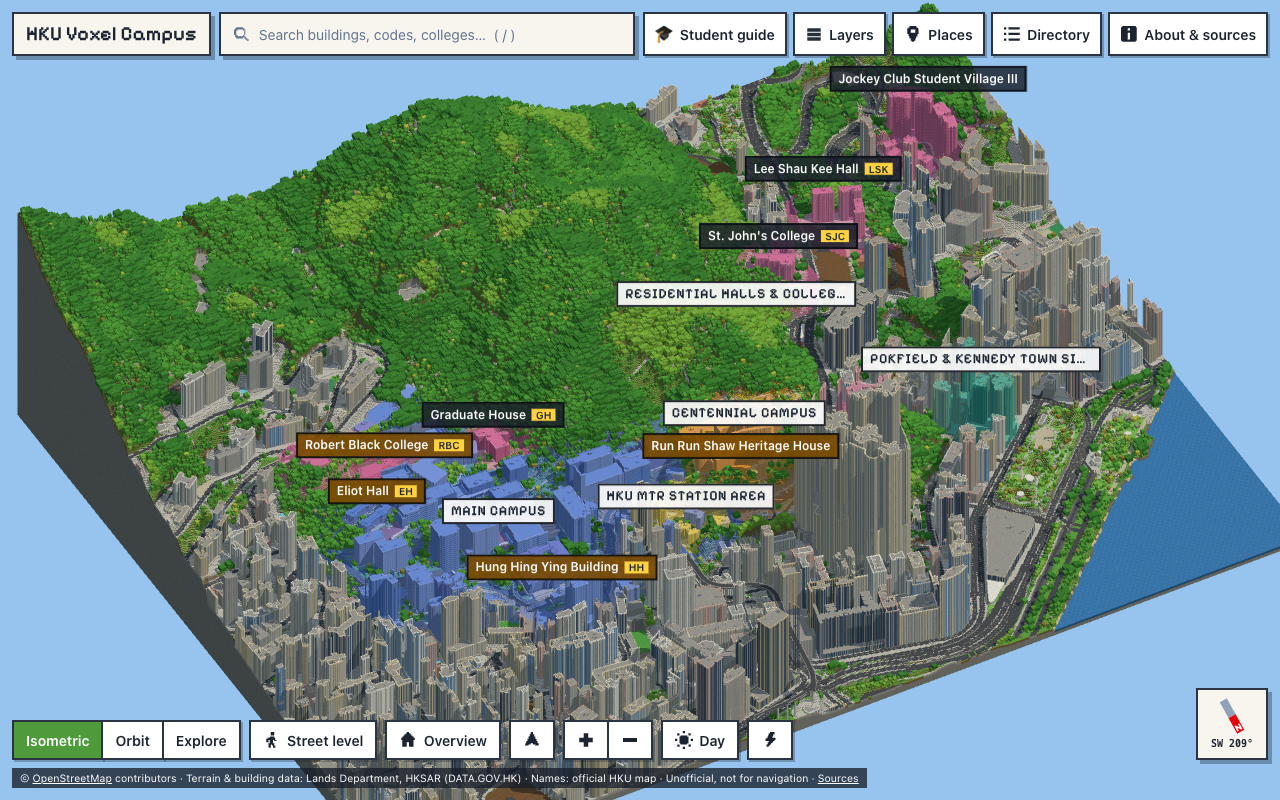 HKU Voxel Campus
Search buildings, codes, colleges... ( / )
Student guide
Layers
Places
Directory
About & sources
Jockey Club Student Village III
Lee Shau Kee Hall LSK
St. John's College SJC
RESIDENTIAL HALLS & COLLEG...
POKFIELD & KENNEDY TOWN SI...
CENTENNIAL CAMPUS
Graduate House GH
Robert Black College RBC
Run Run Shaw Heritage House
Eliot Hall EH
HKU MTR STATION AREA
MAIN CAMPUS
Hung Hing Ying Building HH
SW 209°
Isometric
Orbit
Explore
Street level
Overview
Day
© OpenStreetMap contributors · Terrain & building data: Lands Department, HKSAR (DATA.GOV.HK) · Names: official HKU map · Unofficial, not for navigation · Sources